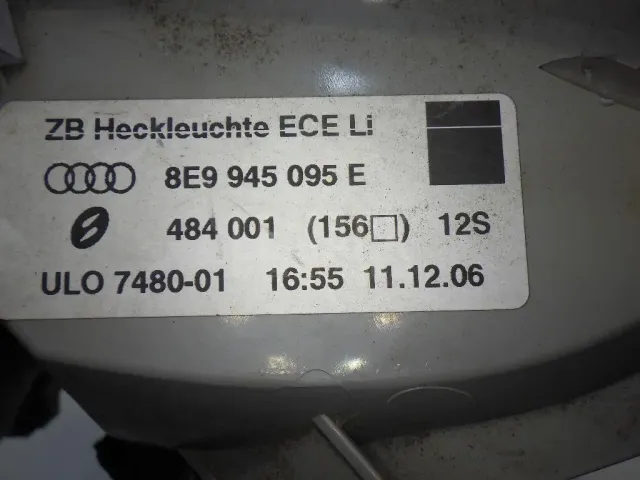 ZB Heckleuchte ECE Li
8E9 945 095 E
484 001 (156□) 12S
ULO 7480-01 16:55 11.12.06